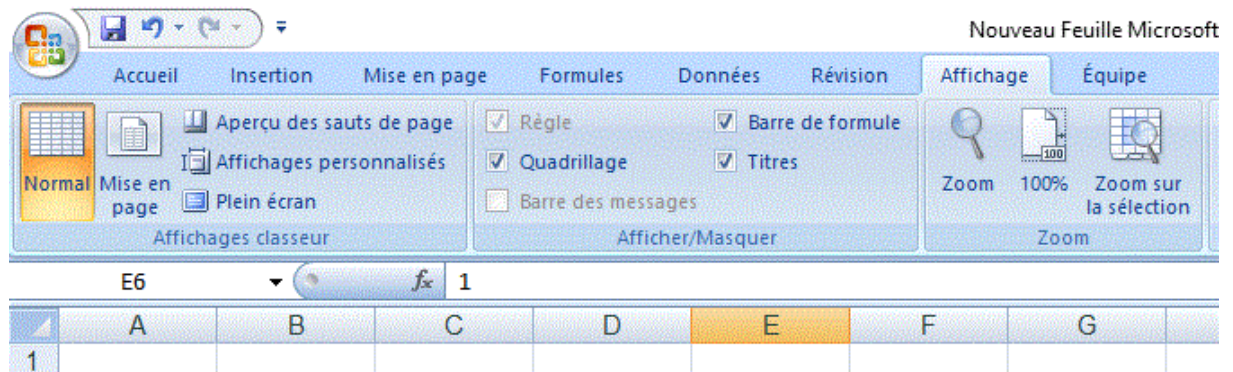 Nouveau Feuille Microsoft
Accueil Insertion Mise en page Formules Données Révision Affichage Équipe
Normal
Mise en page
Aperçu des sauts de page
Affichages personnalisés
Plein écran
Affichages classeur
Règle
Quadrillage
Barre des messages
Barre de formule
Titres
Afficher/Masquer
Zoom
100
100%
Zoom sur
la sélection
Zoom
E6 fx 1
A B C D E F G
1